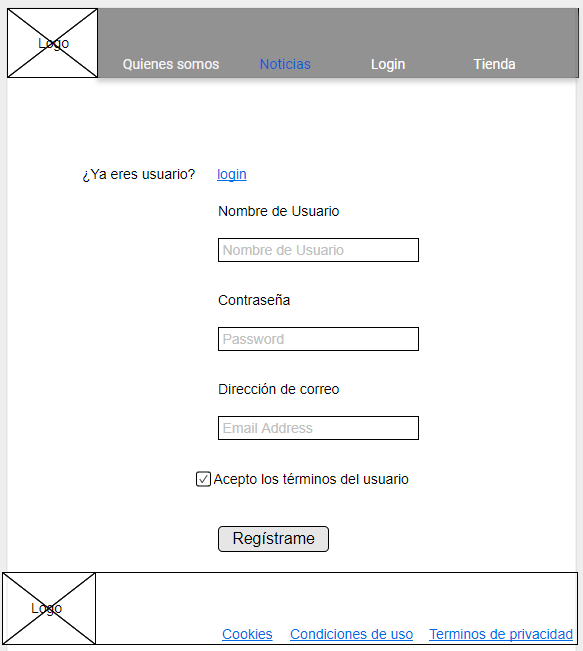 Logo
Quienes somos Noticias Login Tienda
¿Ya eres usuario? login
Nombre de Usuario
Nombre de Usuario
Contraseña
Password
Dirección de correo
Email Address
Acepto los términos del usuario
Regístrame
Logo
Cookies Condiciones de uso Terminos de privacidad